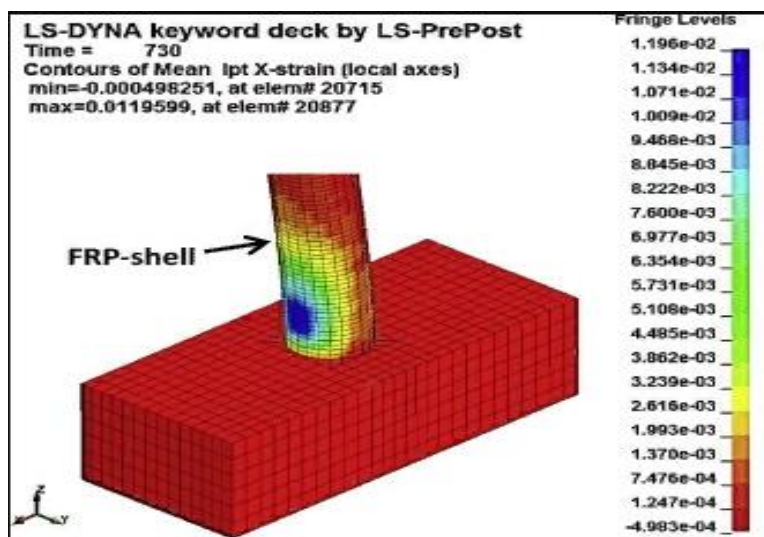 LS-DYNA keyword deck by LS-PrePost
Time = 730
Contours of Mean Ipt X-strain (local axes)
min=-0.000498251, at elem# 20715
max=0.0119599, at elem# 20877
FRP-shell
Fringe Levels
1.196e-02
1.134e-02
1.071e-02
1.009e-02
9.466e-03
8.845e-03
8.222e-03
7.600e-03
6.977e-03
6.354e-03
5.731e-03
5.108e-03
4.485e-03
3.862e-03
3.239e-03
2.616e-03
1.993e-03
1.370e-03
7.476e-04
1.247e-04
-4.983e-04
Z
X
Y